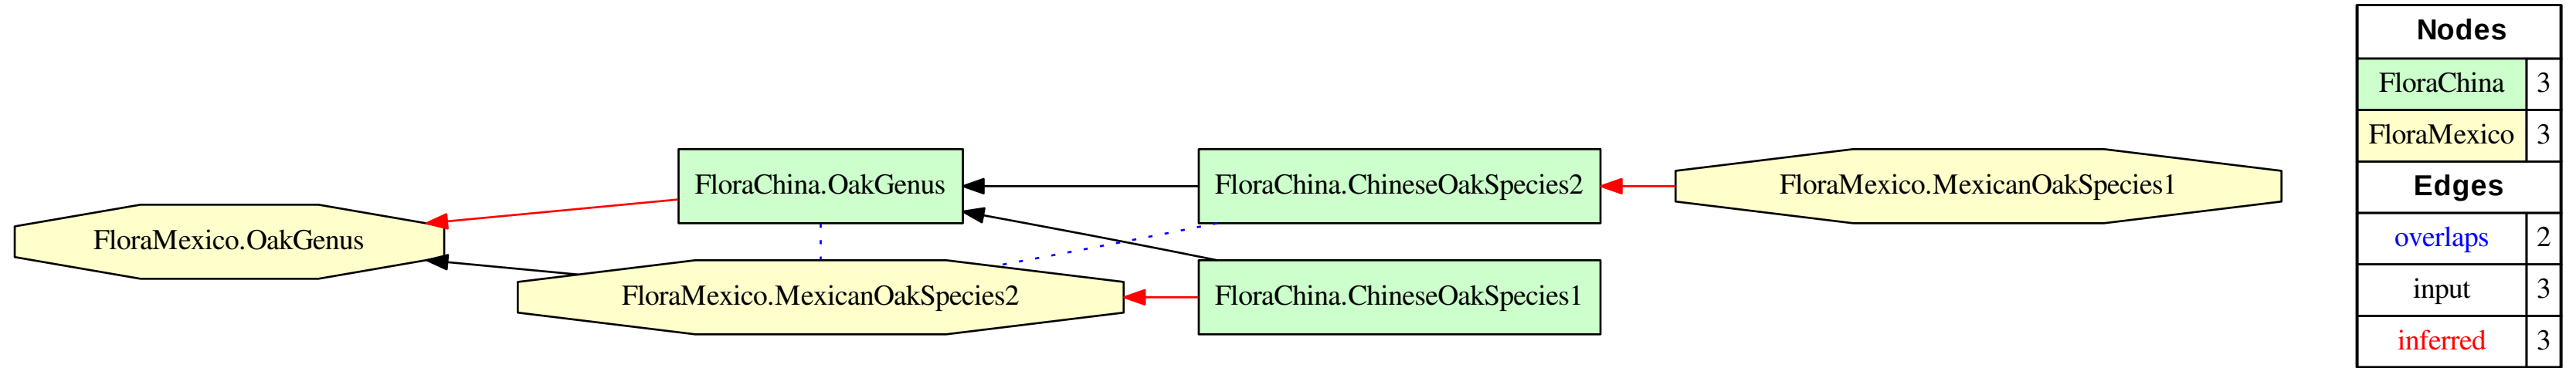 FloraMexico.OakGenus
FloraChina.OakGenus
FloraMexico.MexicanOakSpecies2
FloraChina.ChineseOakSpecies2
FloraChina.ChineseOakSpecies1
FloraMexico.MexicanOakSpecies1
Nodes
FloraChina 3
FloraMexico 3
Edges
overlaps 2
input 3
inferred 3